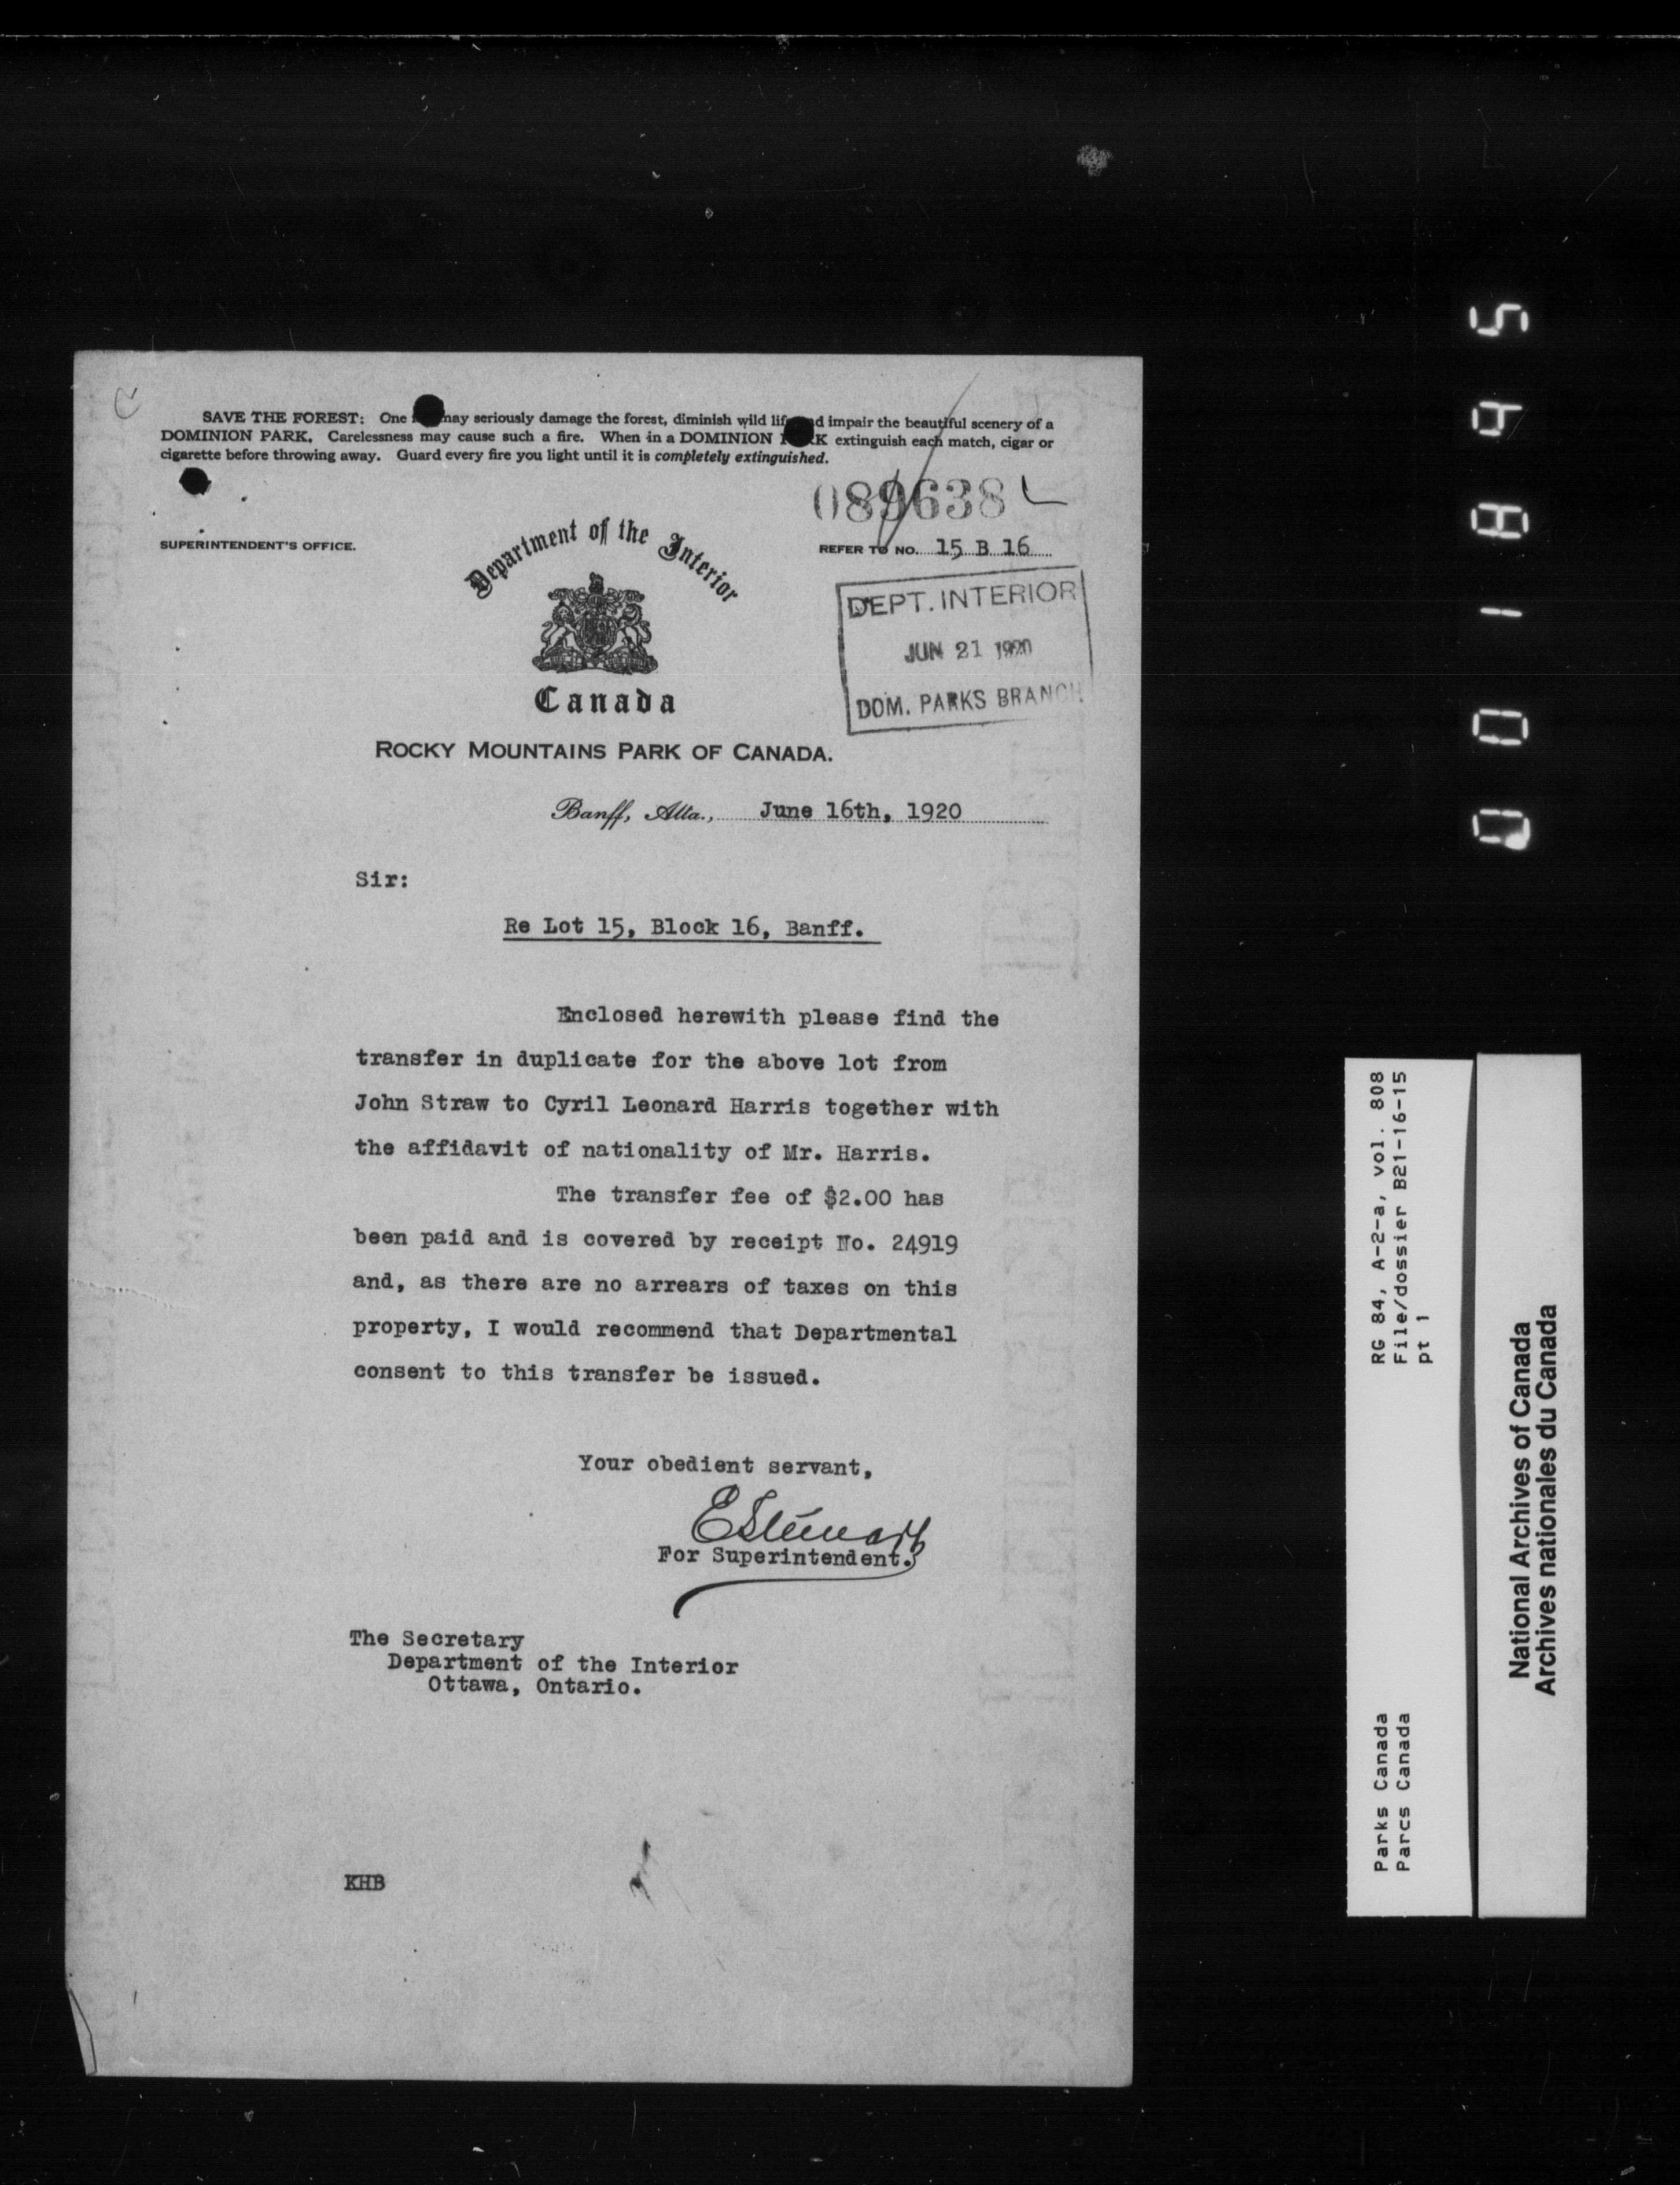 SAVE THE FOREST: One may seriously damage the forest, diminish wild life and impair the beautiful scenery of a
DOMINION PARK. Carelessness may cause such a fire. When in a DOMINION PARK extinguish each match, cigar or
cigarette before throwing away. Guard every fire you light until it is completely extinguished.
089638
SUPERINTENDENT'S OFFICE.
REFER TO NO. 15 B 16
Department of the Interior
Canada
DEPT. INTERIOR
JUN 21 1920
DOM. PARKS BRANCH
ROCKY MOUNTAINS PARK OF CANADA.
Banff, Alta., June 16th, 1920
Sir:
Re Lot 15, Block 16, Banff.
Enclosed herewith please find the
transfer in duplicate for the above lot from
John Straw to Cyril Leonard Harris together with
the affidavit of nationality of Mr. Harris.
The transfer fee of $2.00 has
been paid and is covered by receipt No. 24919
and, as there are no arrears of taxes on this
property, I would recommend that Departmental
consent to this transfer be issued.
Your obedient servant,
E Stewart
For Superintendent.
The Secretary
Department of the Interior
Ottawa, Ontario.
KHB
001845
RG 84, A-2-a, vol. 808
File/dossier B21-16-15
pt 1
Parks Canada
Parcs Canada
National Archives of Canada
Archives nationales du Canada